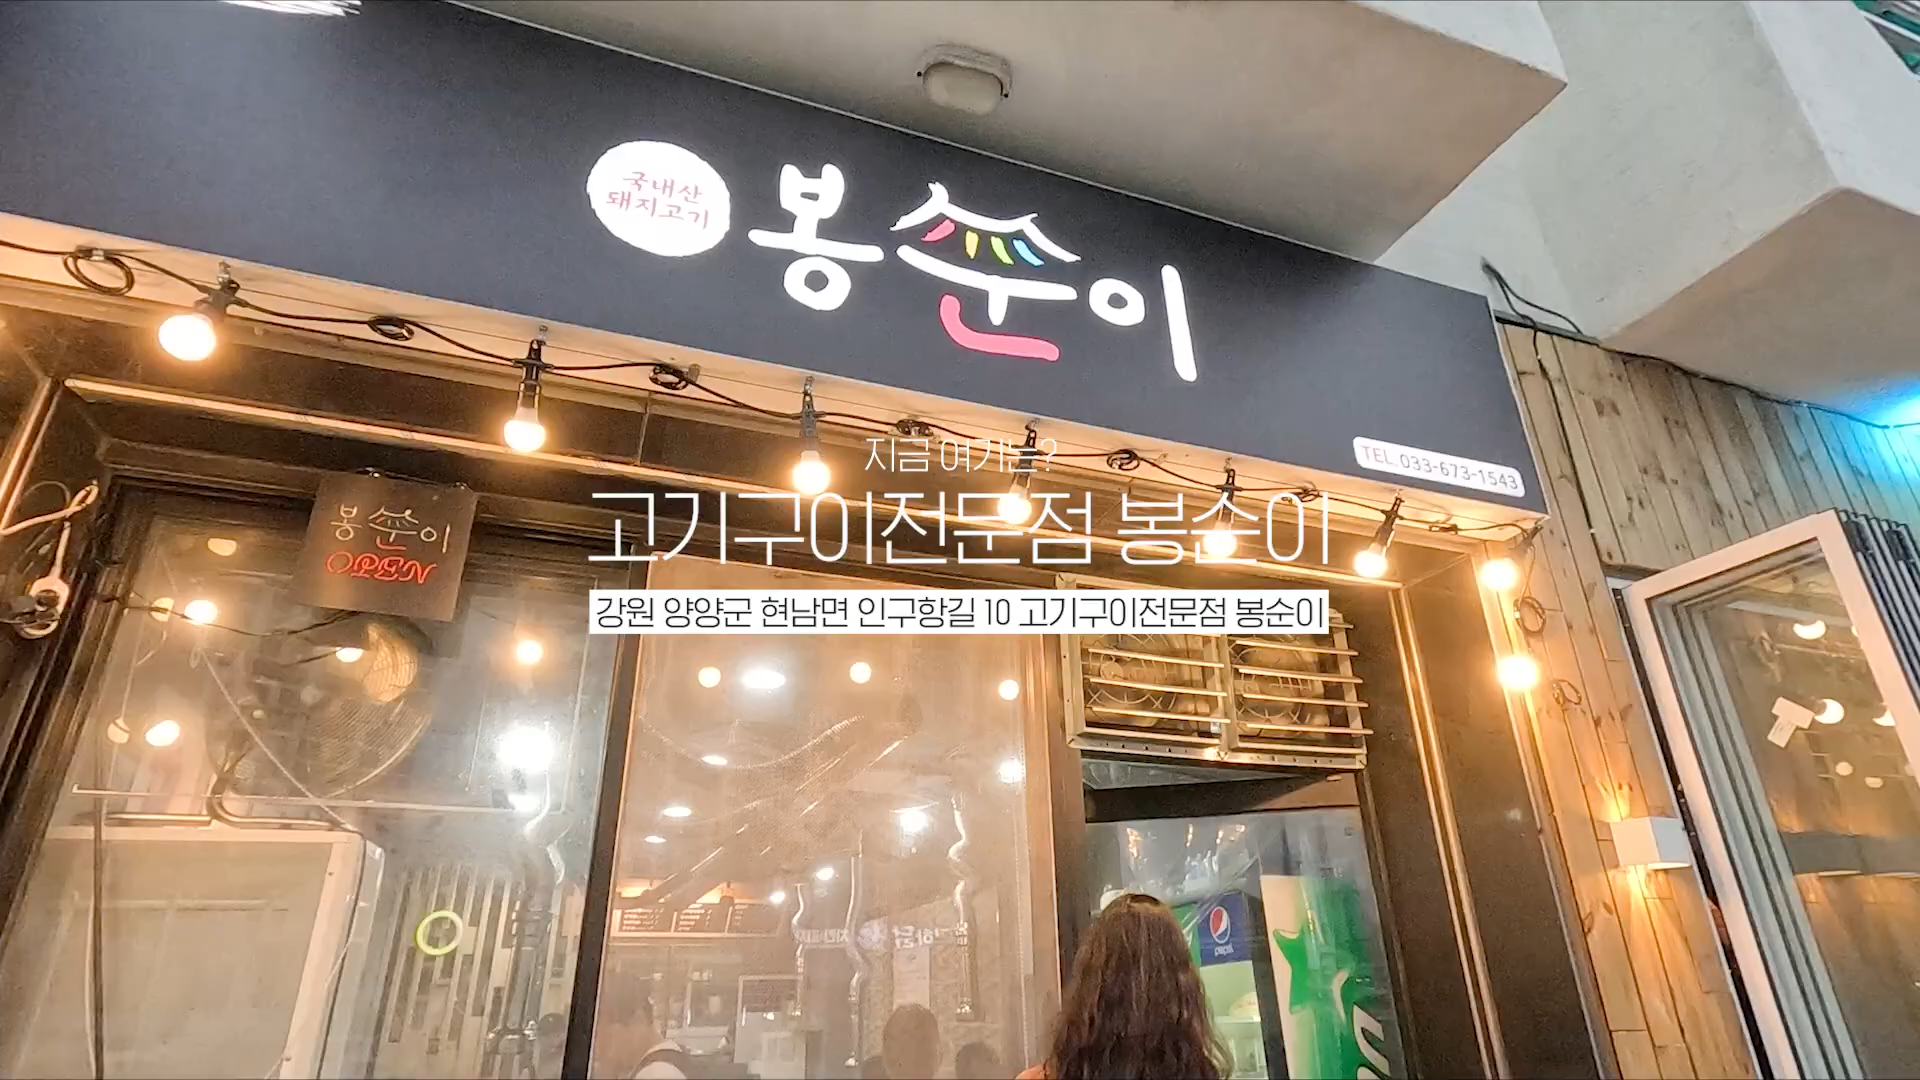 국내산
돼지고기
봉순이
TEL.033-673-1543
지금 여기는?
고기구이전문점 봉순이
봉순이
OPEN
강원 양양군 현남면 인구항길 10 고기구이전문점 봉순이
pepsi